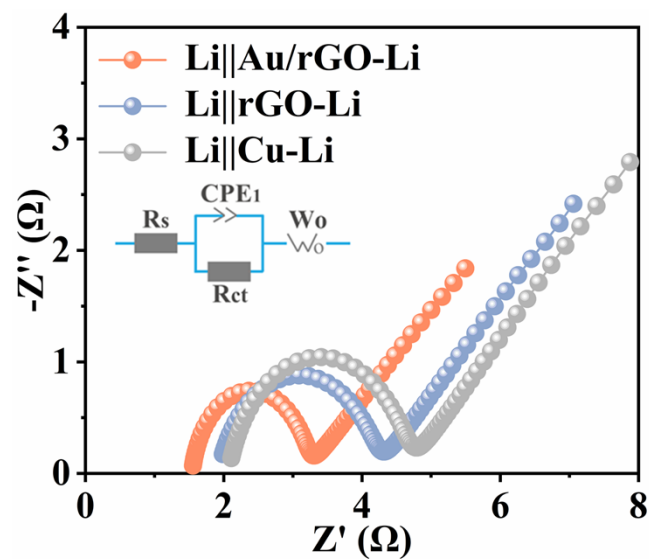 4
3
2
1
0
-Z'' (Ω)
Li||Au/rGO-Li
Li||rGO-Li
Li||Cu-Li
CPE1
Rs
Wo
Rct
0 2 4 6 8
Z' (Ω)